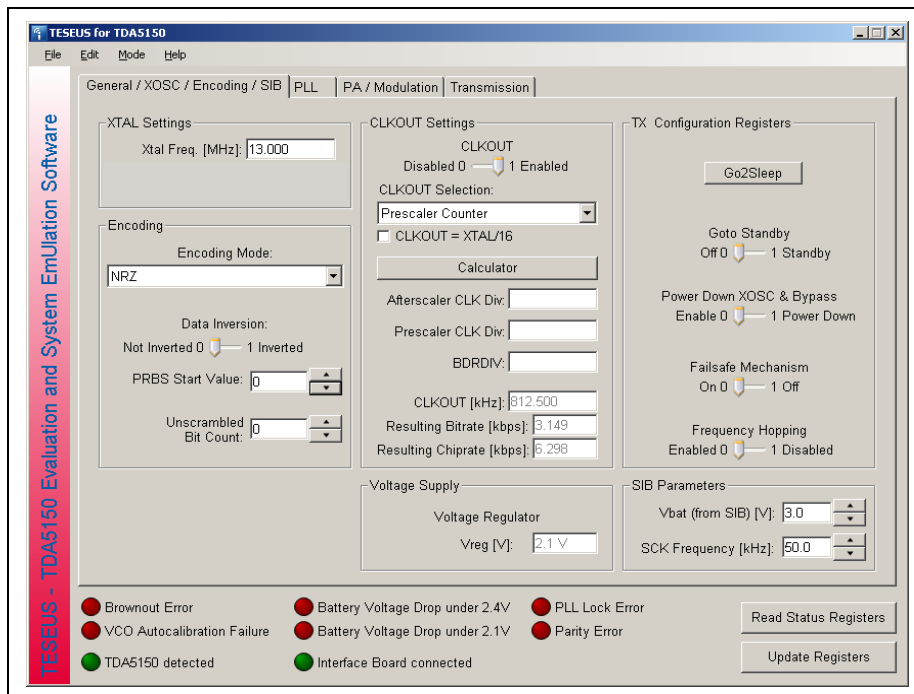 TESEUS for TDA5150
File Edit Mode Help
TESEUS - TDA5150 Evaluation and System EmUlation Software
General / XOSC / Encoding / SIB PLL PA / Modulation Transmission
XTAL Settings
Xtal Freq. [MHz]: 13.000
Encoding
Encoding Mode:
NRZ
Data Inversion:
Not Inverted 0 1 Inverted
PRBS Start Value: 0
Unscrambled
Bit Count: 0
CLKOUT Settings
CLKOUT
Disabled 0 1 Enabled
CLKOUT Selection:
Prescaler Counter
CLKOUT = XTAL/16
Calculator
Afterscaler CLK Div:
Prescaler CLK Div:
BDRDIV:
CLKOUT [kHz]: 812.500
Resulting Bitrate [kbps]: 3.149
Resulting Chiprate [kbps]: 6.298
Voltage Supply
Voltage Regulator
Vreg [V]: 2.1 V
TX Configuration Registers
Go2Sleep
Goto Standby
Off 0 1 Standby
Power Down XOSC & Bypass
Enable 0 1 Power Down
Failsafe Mechanism
On 0 1 Off
Frequency Hopping
Enabled 0 1 Disabled
SIB Parameters
Vbat (from SIB) [V]: 3.0
SCK Frequency [kHz]: 50.0
Brownout Error Battery Voltage Drop under 2.4V PLL Lock Error
VCO Autocalibration Failure Battery Voltage Drop under 2.1V Parity Error
TDA5150 detected Interface Board connected
Read Status Registers
Update Registers